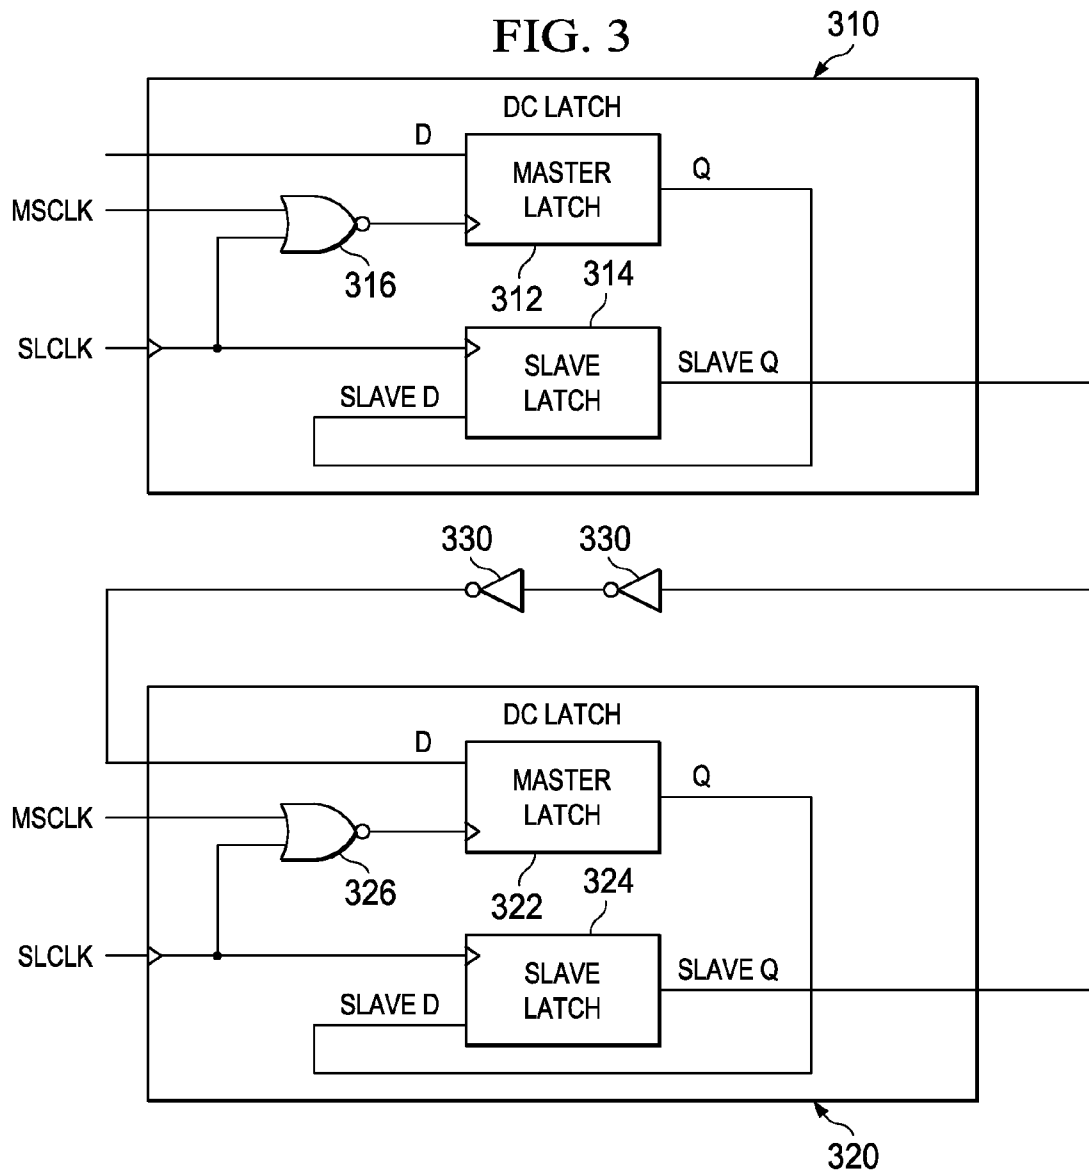 FIG. 3
310
DC LATCH
D
MASTER
LATCH
Q
MSCLK
316
312
314
SLCLK
SLAVE
LATCH
SLAVE Q
SLAVE D
330
330
DC LATCH
D
MASTER
LATCH
Q
MSCLK
326
322
324
SLCLK
SLAVE
LATCH
SLAVE Q
SLAVE D
320